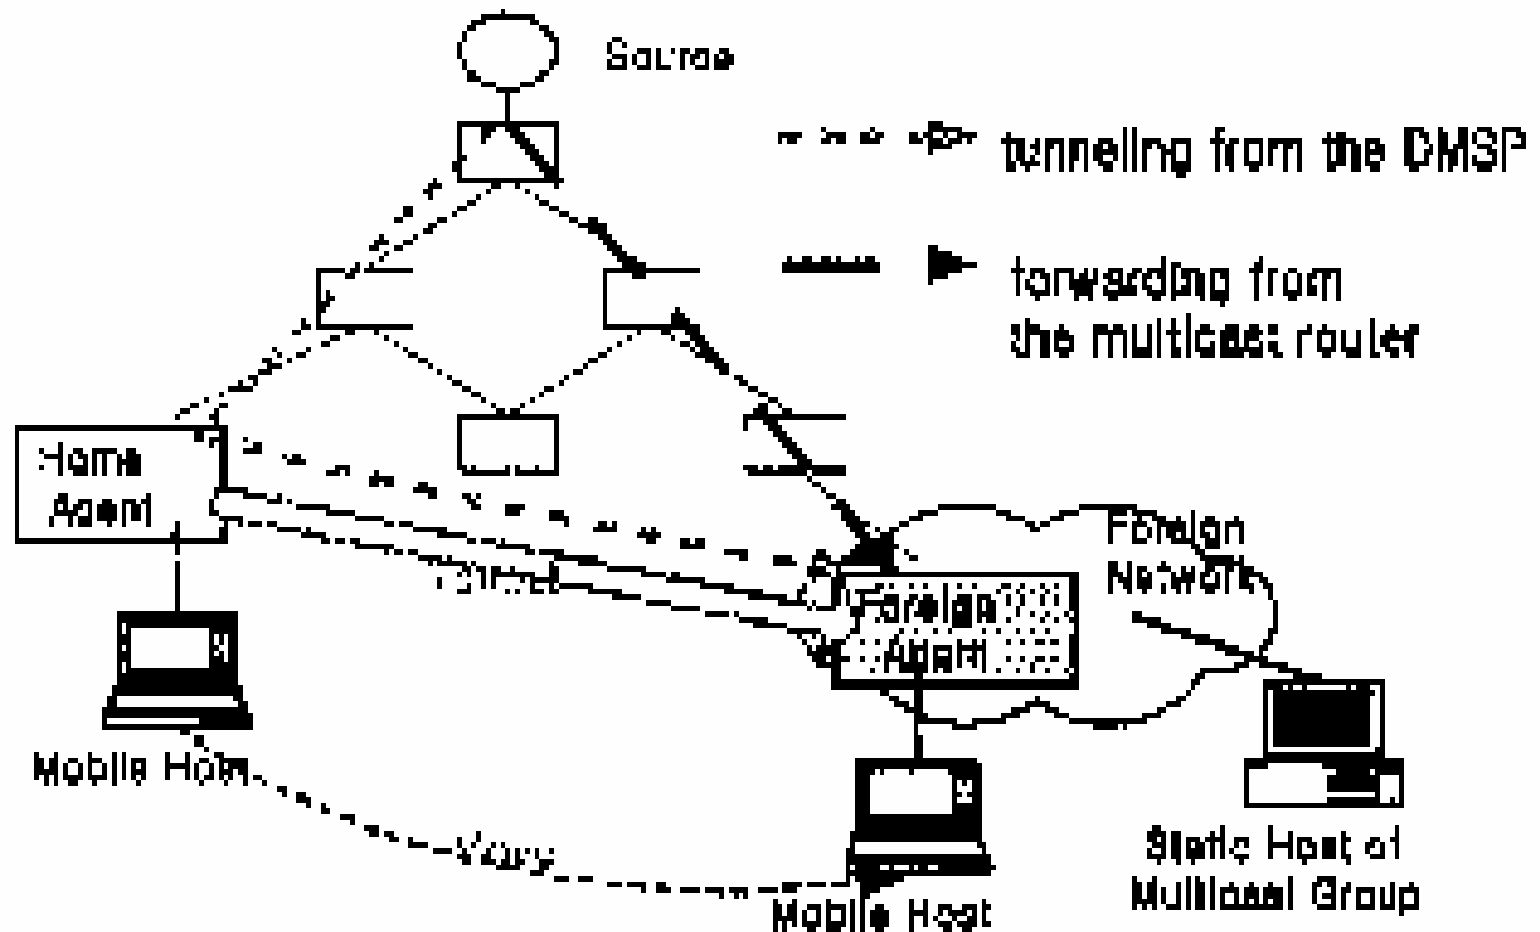 Source
tunneling from the DMSP
forwarding from
the multicast router
Home
Agent
Foreign
Network
Foreign
Agent
Mobile Host
Static Host of
Multicast Group
Mobile Host